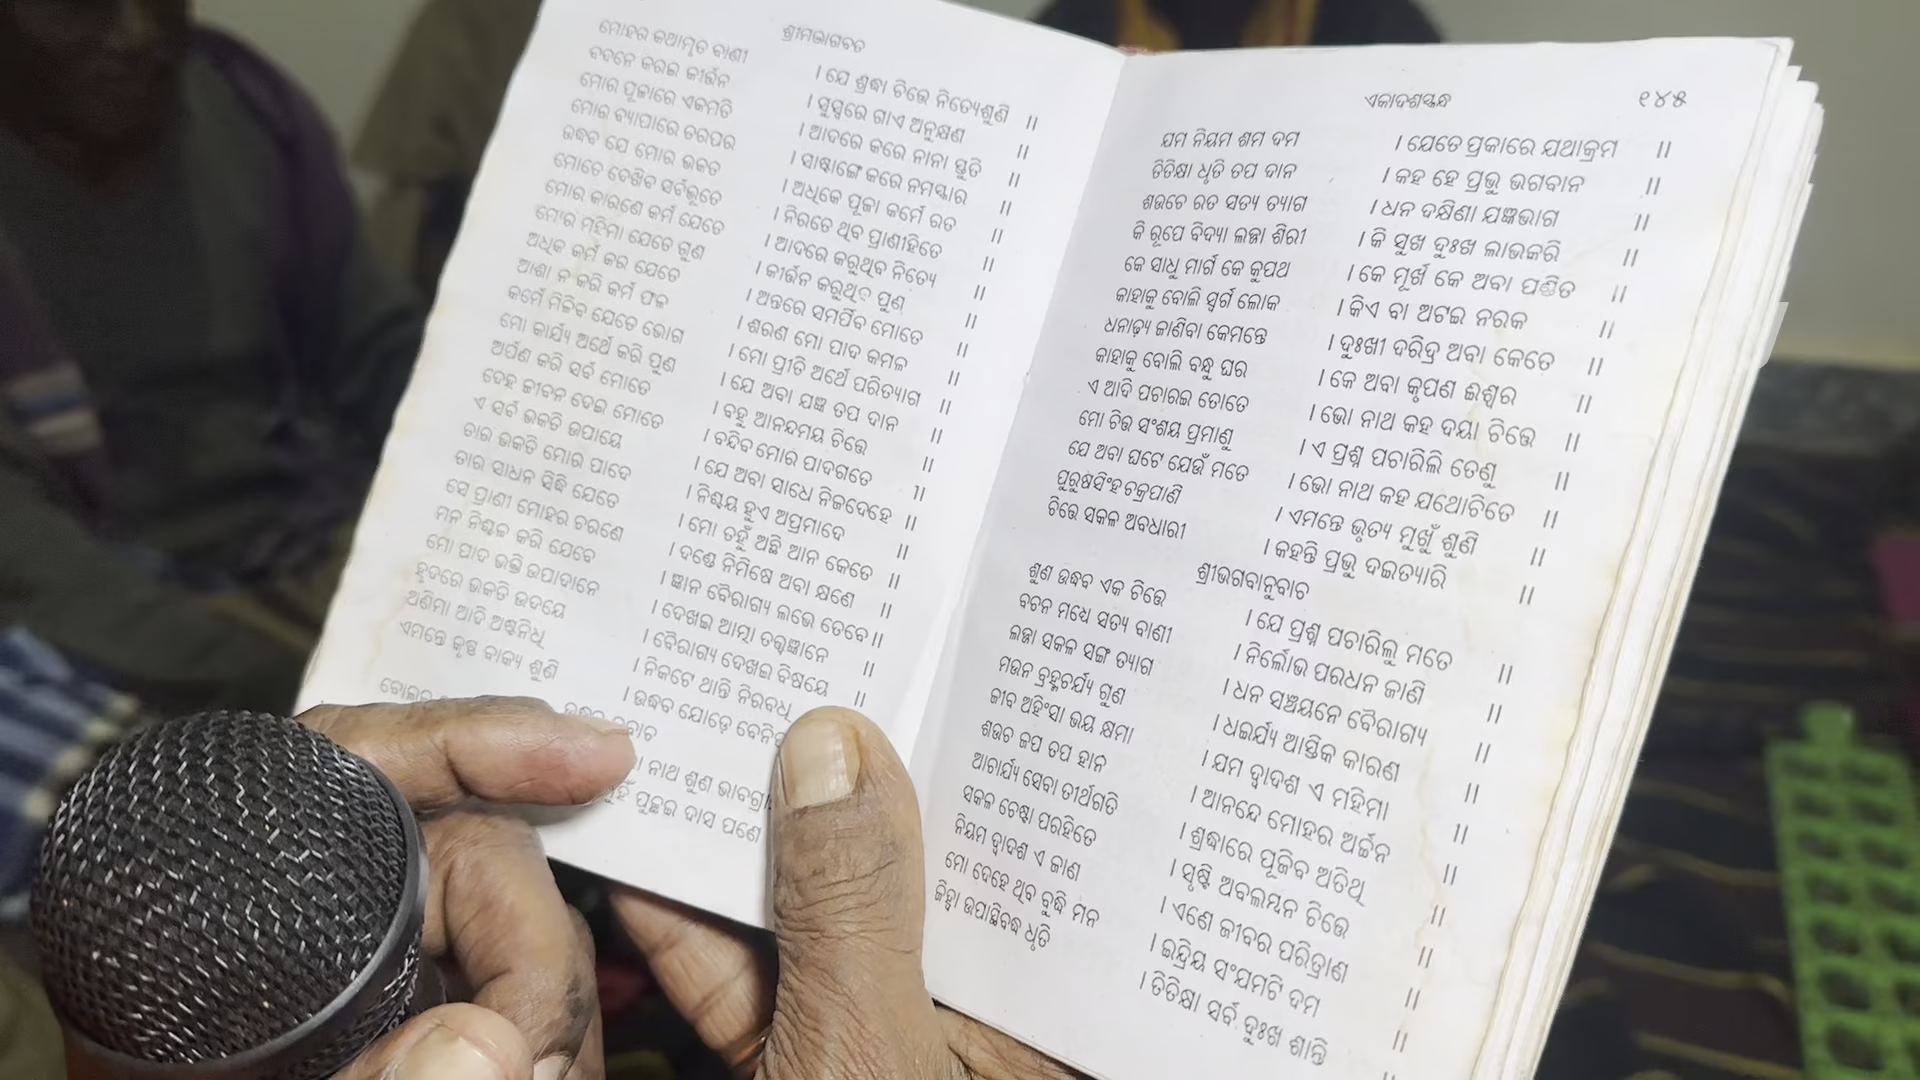 ଶ୍ରୀମଦ୍ଭାଗବତ
ମୋହର କଥାମୃତ ବାଣୀ । ଯେ ଶ୍ରଦ୍ଧା ଚିତ୍ତେ ନିତ୍ୟେଶୁଣି ॥
ବଦନେ କରଇ କୀର୍ତ୍ତନ । ସୁସ୍ୱରେ ଗାଏ ଅନୁକ୍ଷଣ ॥
ମୋର ପୂଜାରେ ଏକମତି । ଆଦରେ କରେ ନାନା ସ୍ତୁତି ॥
ମୋର ବ୍ୟାପାରେ ତରପର । ସାଷ୍ଟାଙ୍ଗେ କରେ ନମସ୍କାର ॥
ଉଦ୍ଧବ ଯେ ମୋର ଭକତ । ଅଧିକେ ପୂଜା କର୍ମେ ରତ ॥
ମୋତେ ଦେଖିବ ସର୍ବଭୂତେ । ନିରତେ ଥିବ ପ୍ରାଣୀହିତେ ॥
ମୋର କାରଣେ କର୍ମ ଯେତେ । ଆଦରେ କରୁଥିବ ନିତ୍ୟେ ॥
ମୋର ମହିମା ଯେତେ ଗୁଣ । କୀର୍ତ୍ତନ କରୁଥିବ ପୁଣ ॥
ଅଧିକ କର୍ମ କର ଯେତେ । ଅନ୍ତରେ ସମର୍ପିବ ମୋତେ ॥
ଆଶା ନ କରି କର୍ମ ଫଳ । ଶରଣ ମୋ ପାଦ କମଳ ॥
କର୍ମେ ମିଳିବ ଯେତେ ଭୋଗ । ମୋ ପ୍ରୀତି ଅର୍ଥେ ପରିତ୍ୟାଗ ॥
ମୋ କାର୍ଯ୍ୟ ଅର୍ଥେ କରି ପୁଣ । ଯେ ଅବା ଯଜ୍ଞ ତପ ଦାନ ॥
ଅର୍ପଣ କରି ସର୍ବ ମୋତେ । ବହୁ ଆନନ୍ଦମୟ ଚିତ୍ତେ ॥
ଦେହ ଜୀବନ ଦେଇ ମୋତେ । ବନ୍ଦିବ ମୋର ପାଦଗତେ ॥
ଏ ସର୍ବ ଭକତି ଉପାୟେ । ଯେ ଅବା ସାଧେ ନିଜଦେହେ ॥
ତାର ଭକତି ମୋର ପାଦେ । ନିଶ୍ଚୟ ହୁଏ ଅପ୍ରମାଦେ ॥
ତାର ସାଧନ ସିଦ୍ଧି ଯେତେ । ମୋ ତହୁଁ ଅଛି ଆନ କେତେ ॥
ସେ ପ୍ରାଣୀ ମୋହର ଚରଣେ । ଦଣ୍ଡେ ନିମିଷେ ଅବା କ୍ଷଣେ ॥
ମନ ନିଶ୍ଚଳ କରି ଯେବେ । ଜ୍ଞାନ ବୈରାଗ୍ୟ ଲଭେ ତେବେ ॥
ମୋ ପାଦ ଭକ୍ତି ଉପାଦାନେ । ଦେଖଇ ଆତ୍ମା ତତ୍ତ୍ୱଜ୍ଞାନେ ॥
ହୃଦରେ ଭକତି ଉଦୟେ । ବୈରାଗ୍ୟ ଦେଖଇ ବିଷୟେ ॥
ଅଣିମା ଆଦି ଅଷ୍ଟନିଧି । ନିକଟେ ଥାନ୍ତି ନିରବଧି
ଏମନ୍ତେ କୃଷ୍ଣ ବାକ୍ୟ ଶୁଣି । ଉଦ୍ଧବ ଯୋଡ଼େ
ନାଥ ଶୁଣ
ପୁଚ୍ଛଇ ଦାସ ପଣେ
ଏକାଦଶସ୍କନ୍ଧ ୧୪୫
ଯମ ନିୟମ ଶମ ଦମ । ଯେତେ ପ୍ରକାରେ ଯଥାକ୍ରମ ॥
ତିତିକ୍ଷା ଧୃତି ତପ ଦାନ । କହ ହେ ପ୍ରଭୁ ଭଗବାନ ॥
ଶଉଚେ ରତ ସତ୍ୟ ତ୍ୟାଗ । ଧନ ଦକ୍ଷିଣା ଯଜ୍ଞଭାଗ ॥
କି ରୂପେ ବିଦ୍ୟା ଲଜ୍ଜା ଶିରୀ । କି ସୁଖ ଦୁଃଖ ଲାଭକରି ॥
କେ ସାଧୁ ମାର୍ଗ କେ କୁପଥ । କେ ମୂର୍ଖ କେ ଅବା ପଣ୍ଡିତ ॥
କାହାକୁ ବୋଲି ସ୍ୱର୍ଗ ଲୋକ । କିଏ ବା ଅଟଇ ନରକ ॥
ଧନାଢ଼୍ୟ ଜାଣିବା କେମନ୍ତେ । ଦୁଃଖୀ ଦରିଦ୍ର ଅବା କେତେ ॥
କାହାକୁ ବୋଲି ବନ୍ଧୁ ଘର । କେ ଅବା କୃପଣ ଈଶ୍ୱର ॥
ଏ ଆଦି ପଚାରଇ ତୋତେ । ଭୋ ନାଥ କହ ଦୟା ଚିତ୍ତେ ॥
ମୋ ଚିତ୍ତ ସଂଶୟ ପ୍ରମାଣୁ । ଏ ପ୍ରଶ୍ନ ପଚାରିଲି ତେଣୁ ॥
ଯେ ଅବା ଘଟେ ଯେଉଁ ମତେ । ଭୋ ନାଥ କହ ଯଥୋଚିତେ ॥
ପୁରୁଷସିଂହ ଚକ୍ରପାଣି । ଏମନ୍ତେ ଭୃତ୍ୟ ମୁଖୁଁ ଶୁଣି ॥
ଚିତ୍ତେ ସକଳ ଅବଧାରୀ । କହନ୍ତି ପ୍ରଭୁ ଦଇତ୍ୟାରି ॥
ଶ୍ରୀଭଗବାନୁବାଚ
ଶୁଣ ଉଦ୍ଧବ ଏକ ଚିତ୍ତେ । ଯେ ପ୍ରଶ୍ନ ପଚାରିଲୁ ମତେ ॥
ବଚନ ମଧ୍ୟେ ସତ୍ୟ ବାଣୀ । ନିର୍ଲୋଭ ପରଧନ ଜାଣି ॥
ଲଜ୍ଜା ସକଳ ସଙ୍ଗ ତ୍ୟାଗ । ଧନ ସଞ୍ଚୟନେ ବୈରାଗ୍ୟ ॥
ମଉନ ବ୍ରହ୍ମଚର୍ଯ୍ୟ ଗୁଣ । ଧଇର୍ଯ୍ୟ ଆସ୍ତିକ କାରଣ ॥
ଜୀବ ଅହିଂସା ଭୟ କ୍ଷମା । ଯମ ଦ୍ୱାଦଶ ଏ ମହିମା ॥
ଶଉଚ ଜପ ତପ ହାନ । ଆନନ୍ଦେ ମୋହର ଅର୍ଚ୍ଚନ ॥
ଆଚାର୍ଯ୍ୟ ସେବା ତୀର୍ଥଗତି । ଶ୍ରଦ୍ଧାରେ ପୂଜିବ ଅତିଥି ॥
ସକଳ ଚେଷ୍ଟା ପରହିତେ । ସୃଷ୍ଟି ଅବଲମ୍ବନ ଚିତ୍ତେ ॥
ନିୟମ ଦ୍ୱାଦଶ ଏ ଜାଣ । ଏଣେ ଜୀବର ପରିତ୍ରାଣ ॥
ମୋ ଦେହେ ଥିବ ବୁଦ୍ଧି ମନ । ଇନ୍ଦ୍ରିୟ ସଂଯମଟି ଦମ ॥
ଜିହ୍ୱା ଧୃତି । ତିତିକ୍ଷା ସର୍ବ ଦୁଃଖ ଶାନ୍ତି ॥